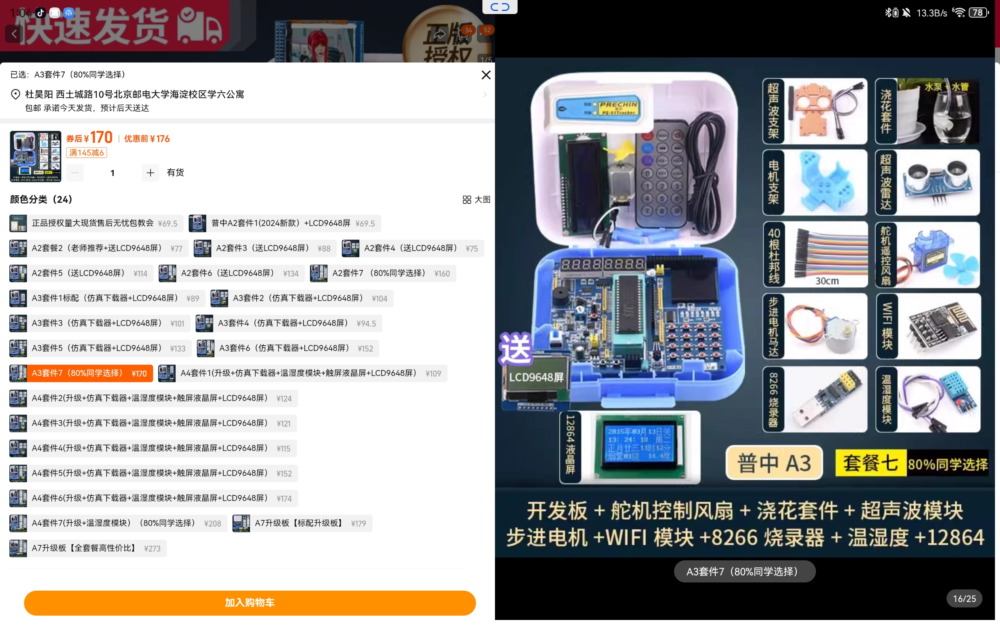 1:04
13.3B/s
78
快速发货
正版
授权
34
52
1/5
已选：A3套件7（80%同学选择）
杜昊阳 西土城路10号北京邮电大学海淀校区学六公寓
包邮 承诺今天发货，预计后天送达
券后¥170 优惠前¥176
满145减6
1
有货
颜色分类（24）
大图
正品授权量大现货售后无忧包教会 ¥69.5
普中A2套件1(2024新款）+LCD9648屏 ¥69.5
A2套餐2（老师推荐+送LCD9648屏） ¥77
A2套件3（送LCD9648屏） ¥88
A2套件4（送LCD9648屏） ¥75
A2套件5（送LCD9648屏） ¥114
A2套件6（送LCD9648屏） ¥134
A2套件7 （80%同学选择） ¥160
A3套件1标配（仿真下载器+LCD9648屏） ¥89
A3套件2（仿真下载器+LCD9648屏） ¥104
A3套件3（仿真下载器+LCD9648屏） ¥101
A3套件4（仿真下载器+LCD9648屏） ¥94.5
A3套件5（仿真下载器+LCD9648屏） ¥133
A3套件6（仿真下载器+LCD9648屏） ¥152
A3套件7（80%同学选择） ¥170
A4套件1(升级+仿真下载器+温湿度模块+触屏液晶屏+LCD9648屏） ¥109
A4套件2(升级+仿真下载器+温湿度模块+触屏液晶屏+LCD9648屏） ¥124
A4套件3(升级+仿真下载器+温湿度模块+触屏液晶屏+LCD9648屏） ¥121
A4套件4(升级+仿真下载器+温湿度模块+触屏液晶屏+LCD9648屏） ¥115
A4套件5(升级+仿真下载器+温湿度模块+触屏液晶屏+LCD9648屏） ¥152
A4套件6(升级+仿真下载器+温湿度模块+触屏液晶屏+LCD9648屏） ¥174
A4套件7(升级+温湿度模块）（80%同学选择） ¥208
A7升级板【标配升级板】 ¥179
A7升级板【全套餐高性价比】 ¥273
加入购物车
RUN
POW
PRECHIN
普中
PZ-51Tracker
超声波支架
浇花套件
水泵+水管
电机支架
超声波雷达
40根杜邦线
30cm
舵机遥控风扇
步进电机马达
WIFI 模块
8266 烧录器
温湿度模块
送
LCD9648屏
12864 液晶屏
2015年03月13日
13: 24: 18 周二
正月廿三11时12分
14.4度
普中 A3
套餐七
80%同学选择
开发板 + 舵机控制风扇 + 浇花套件 + 超声波模块
步进电机 +WIFI 模块 +8266 烧录器 + 温湿度 +12864
A3套件7（80%同学选择）
16/25